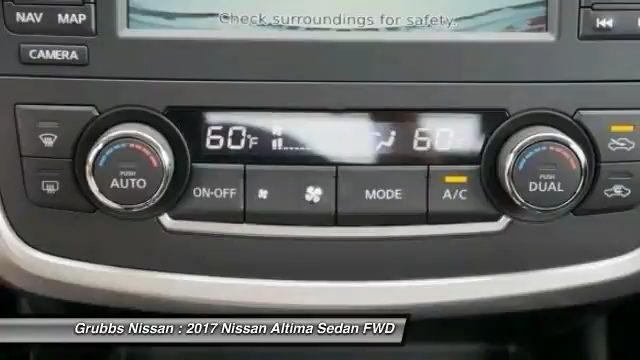 NAV MAP
Check surroundings for safety.
CAMERA
60°F 60°F
PUSH AUTO
ON-OFF
MODE
A/C
PUSH DUAL
Grubbs Nissan : 2017 Nissan Altima Sedan FWD